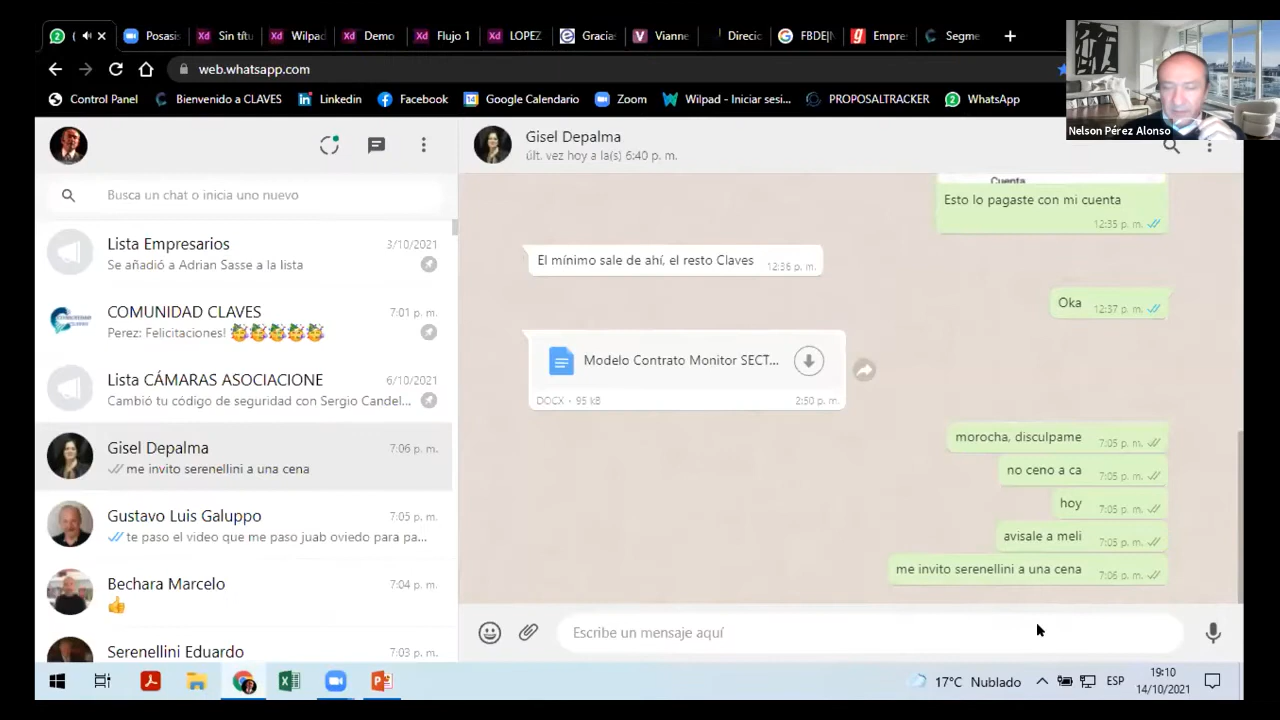 Posasis
Sin títu
Wilpad
Demo
Flujo 1
LOPEZ
Gracias
Vianne
Direcio
FBDE|N
Empre:
Segme
web.whatsapp.com
Control Panel
Bienvenido a CLAVES
Linkedin
Facebook
Google Calendario
Zoom
Wilpad - Iniciar sesi...
PROPOSALTRACKER
WhatsApp
Nelson Pérez Alonso
Busca un chat o inicia uno nuevo
Lista Empresarios 3/10/2021
Se añadió a Adrian Sasse a la lista
COMUNIDAD CLAVES 7:01 p. m.
Perez: Felicitaciones! 🥳🥳🥳🥳🥳
Lista CÁMARAS ASOCIACIONE 6/10/2021
Cambió tu código de seguridad con Sergio Candel...
Gisel Depalma 7:06 p. m.
me invito serenellini a una cena
Gustavo Luis Galuppo 7:05 p. m.
te paso el video que me paso juab oviedo para pa...
Bechara Marcelo 7:04 p. m.
👍
Serenellini Eduardo 7:03 p. m.
Gisel Depalma
últ. vez hoy a la(s) 6:40 p. m.
Cuenta
Esto lo pagaste con mi cuenta
12:35 p. m.
El mínimo sale de ahí, el resto Claves 12:36 p. m.
Oka 12:37 p. m.
Modelo Contrato Monitor SECT...
DOCX • 95 kB 2:50 p. m.
morocha, disculpame 7:05 p. m.
no ceno a ca 7:05 p. m.
hoy 7:05 p. m.
avisale a meli 7:05 p. m.
me invito serenellini a una cena 7:06 p. m.
Escribe un mensaje aquí
17°C Nublado
ESP
19:10
14/10/2021